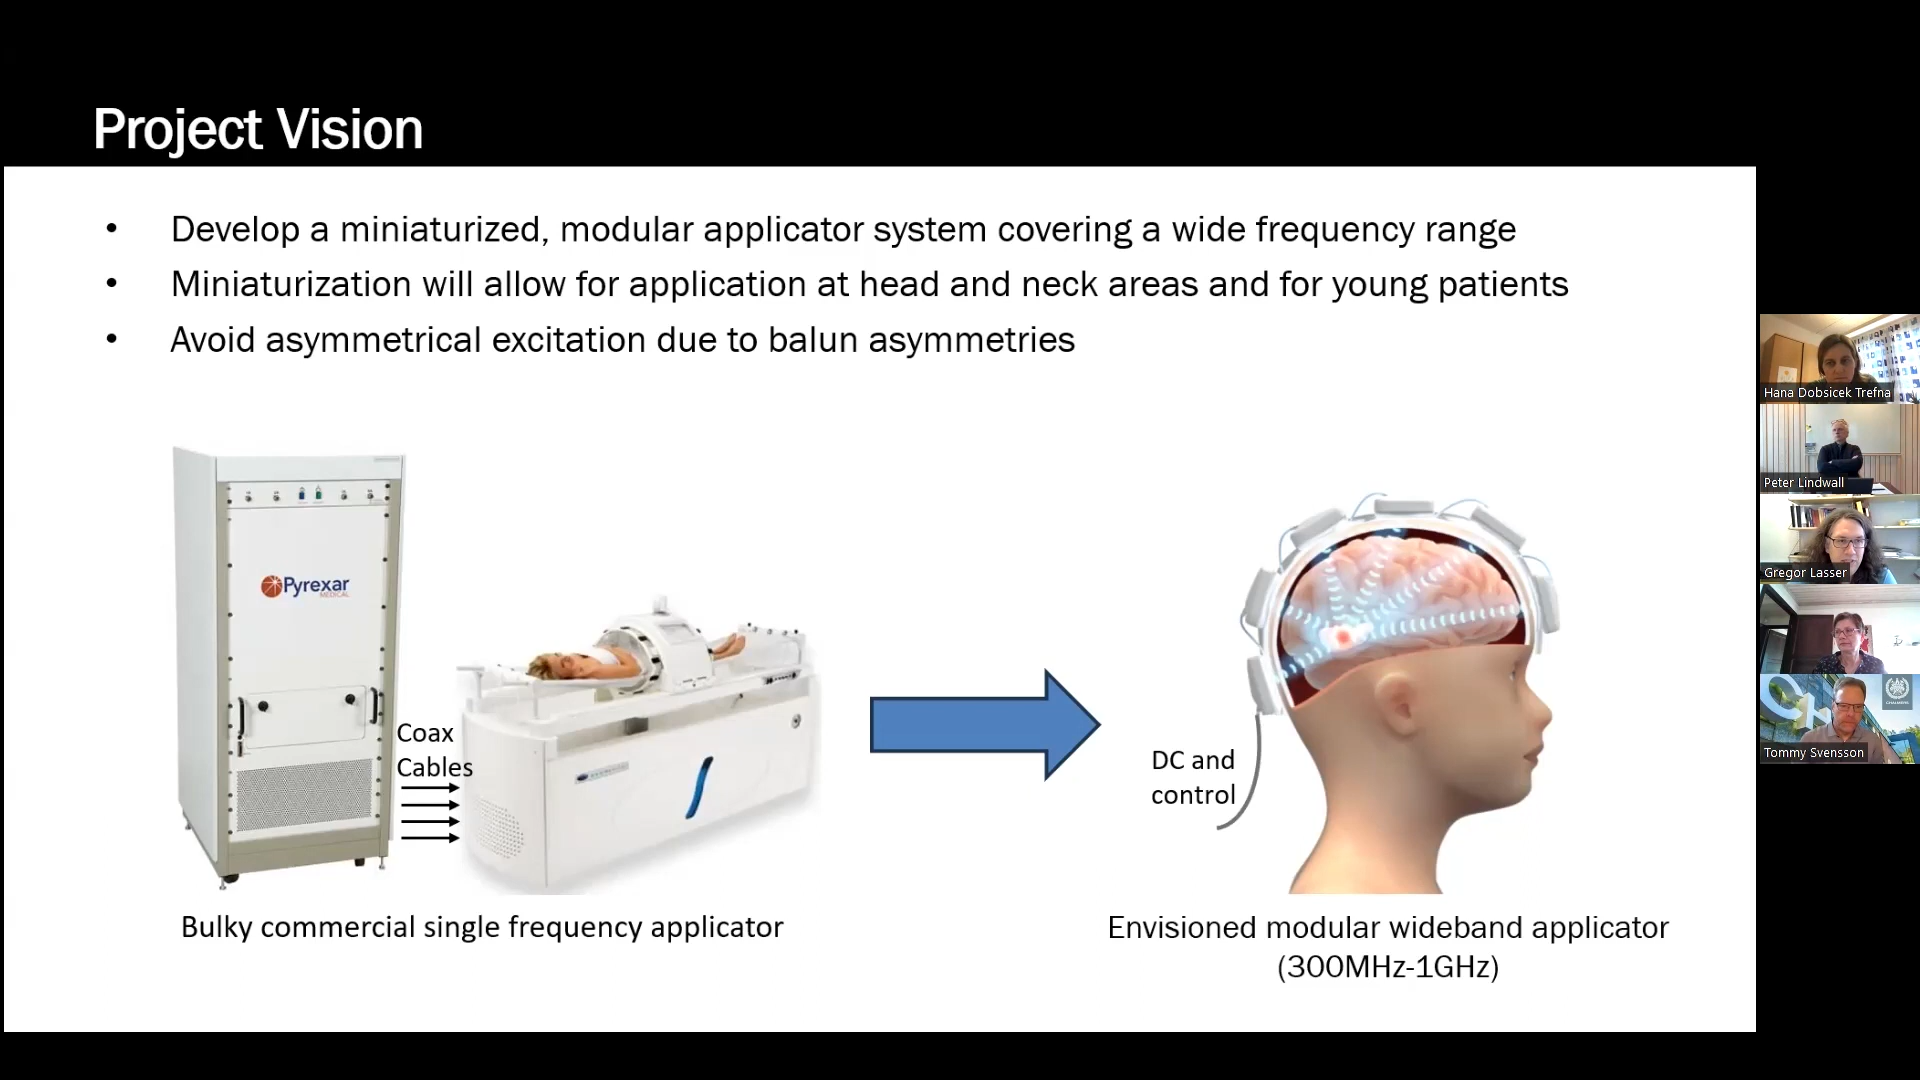 Project Vision
• Develop a miniaturized, modular applicator system covering a wide frequency range
• Miniaturization will allow for application at head and neck areas and for young patients
• Avoid asymmetrical excitation due to balun asymmetries
Pyrexar
MEDICAL
Coax
Cables
DC and
control
Bulky commercial single frequency applicator
Envisioned modular wideband applicator
(300MHz-1GHz)
Hana Dobsicek Trefna
Peter Lindwall
Gregor Lasser
CHALMERS
Tommy Svensson